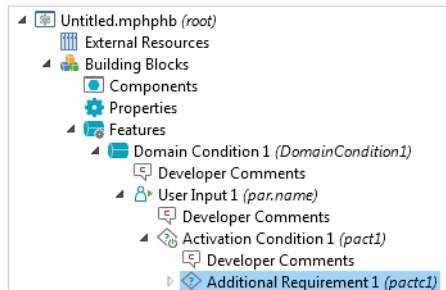 Untitled.mphphb (root)
External Resources
Building Blocks
Components
Properties
Features
Domain Condition 1 (DomainCondition1)
Developer Comments
User Input 1 (par.name)
Developer Comments
Activation Condition 1 (pact1)
Developer Comments
Additional Requirement 1 (pactc1)